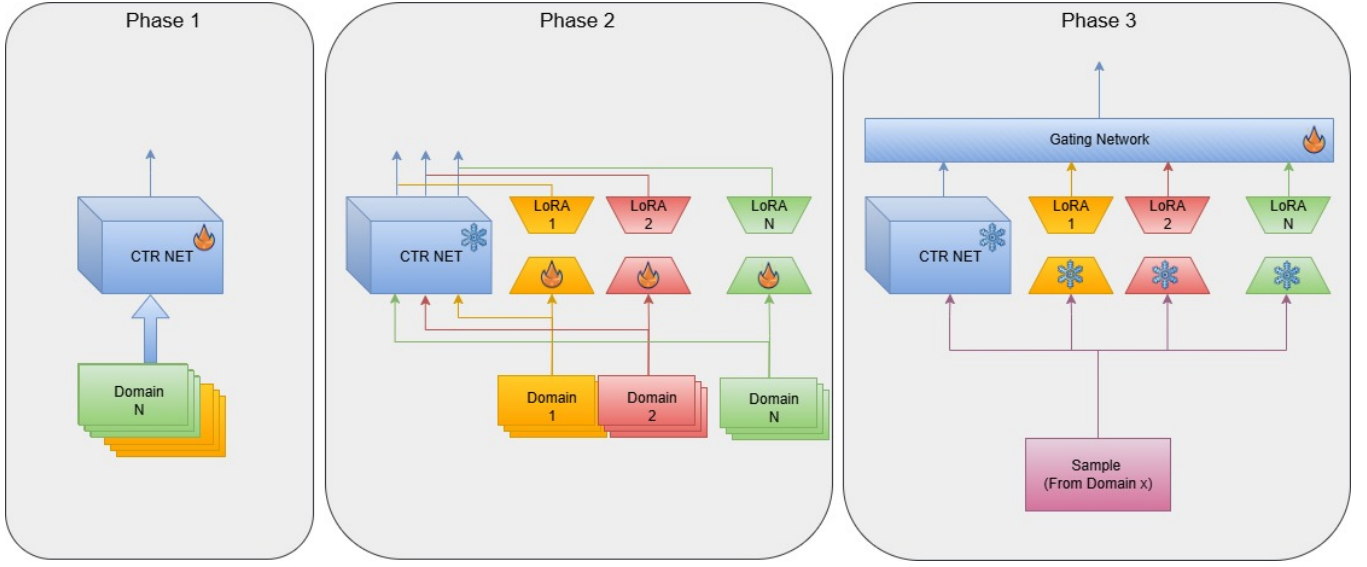 Phase 1
CTR NET
Domain
N
Phase 2
LoRA
1
LoRA
2
LoRA
N
CTR NET
Domain
1
Domain
2
Domain
N
Phase 3
Gating Network
LoRA
1
LoRA
2
LoRA
N
CTR NET
Sample
(From Domain x)